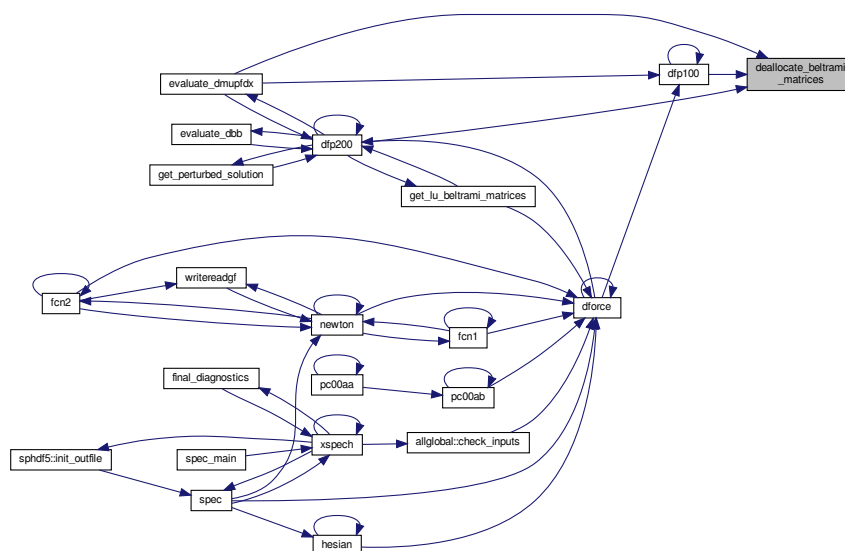 deallocate_beltrami
_matrices
dfp100
evaluate_dmupfdx
evaluate_dbb
dfp200
get_perturbed_solution
get_lu_beltrami_matrices
writereadgf
fcn2
dforce
newton
fcn1
final_diagnostics
pc00aa
pc00ab
xspech
allglobal::check_inputs
sphdf5::init_outfile
spec_main
spec
hesian